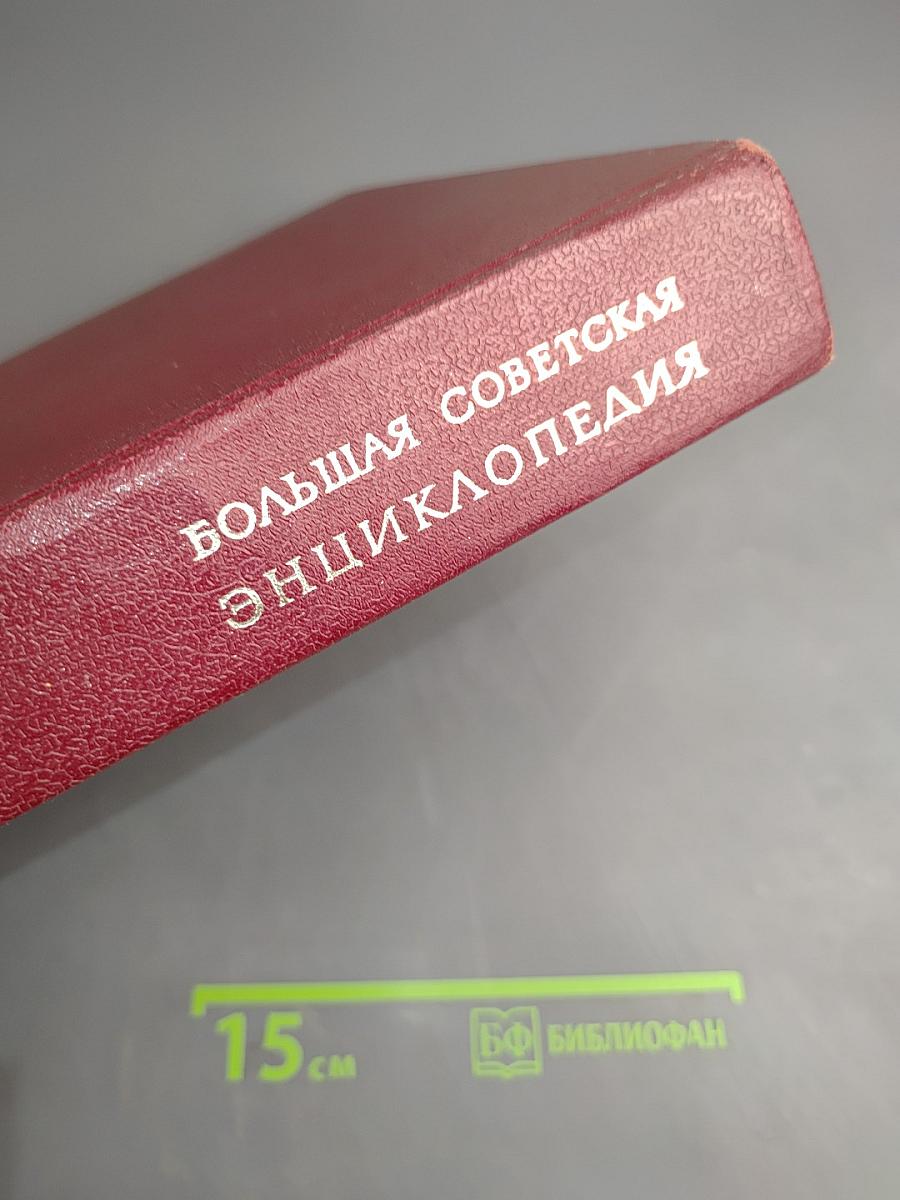 БОЛЬШАЯ СОВЕТСКАЯ
ЭНЦИКЛОПЕДИЯ
15 см
БФ БИБЛИОФАН